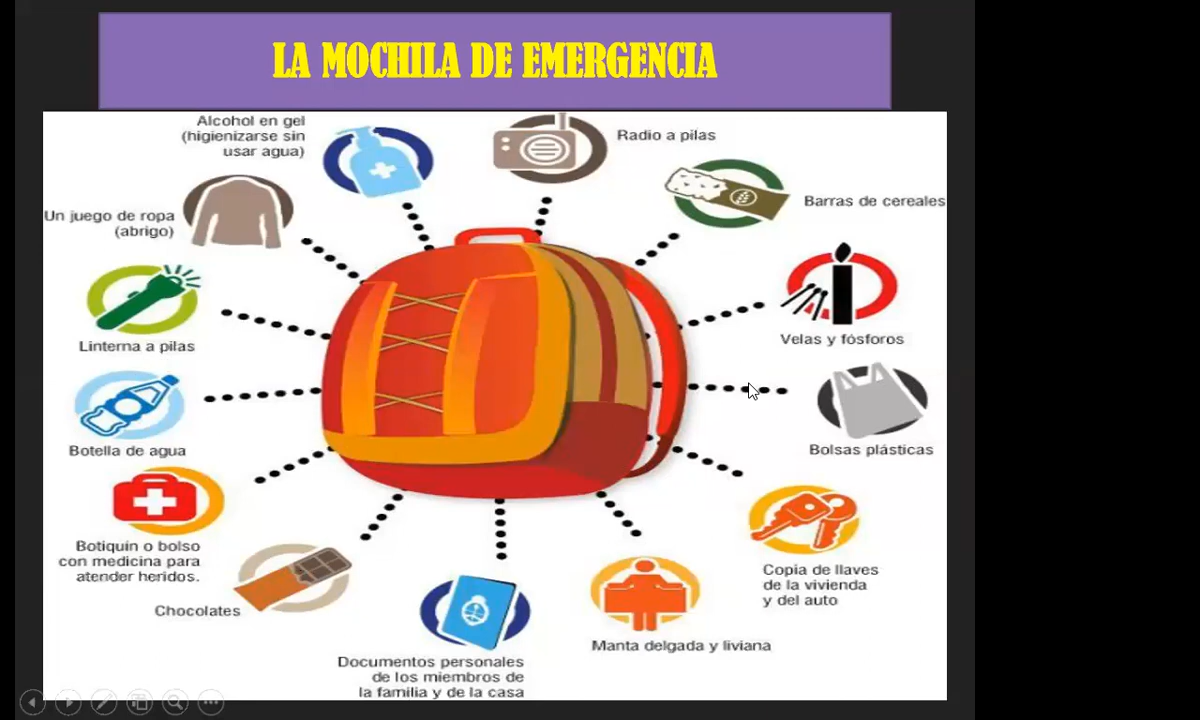 LA MOCHILA DE EMERGENCIA
Alcohol en gel
(higienizarse sin
usar agua)
Radio a pilas
Barras de cereales
Un juego de ropa
(abrigo)
Linterna a pilas
Velas y fósforos
Botella de agua
Bolsas plásticas
Botiquín o bolso
con medicina para
atender heridos.
Copia de llaves
de la vivienda
y del auto
Chocolates
Manta delgada y liviana
Documentos personales
de los miembros de
la familia y de la casa